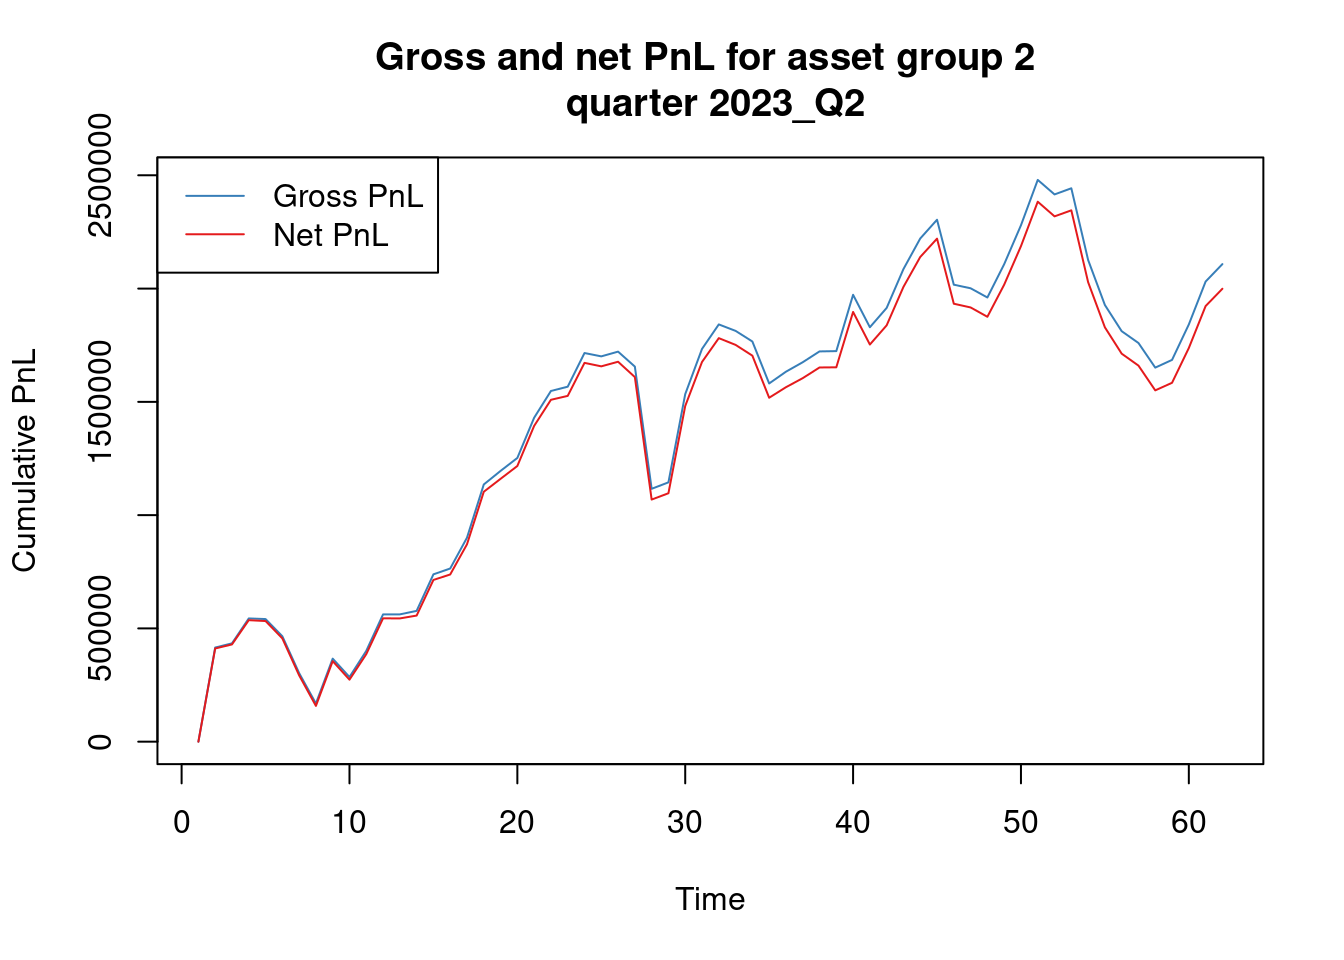 Gross and net PnL for asset group 2
quarter 2023_Q2
Gross PnL
Net PnL
Cumulative PnL
2500000
1500000
500000
0
0 10 20 30 40 50 60
Time